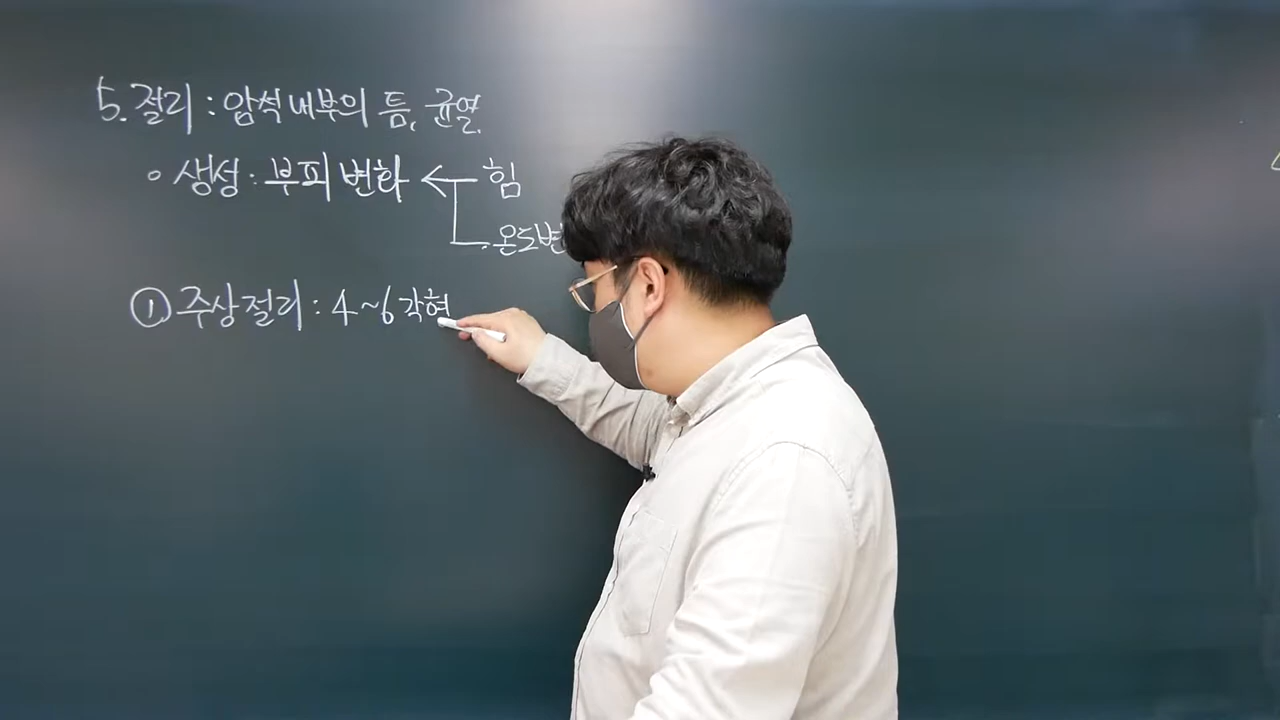 5. 절리 : 암석 내부의 틈, 균열.
◦ 생성 : 부피 변화 ← 힘
온도변
① 주상절리 : 4~6각형